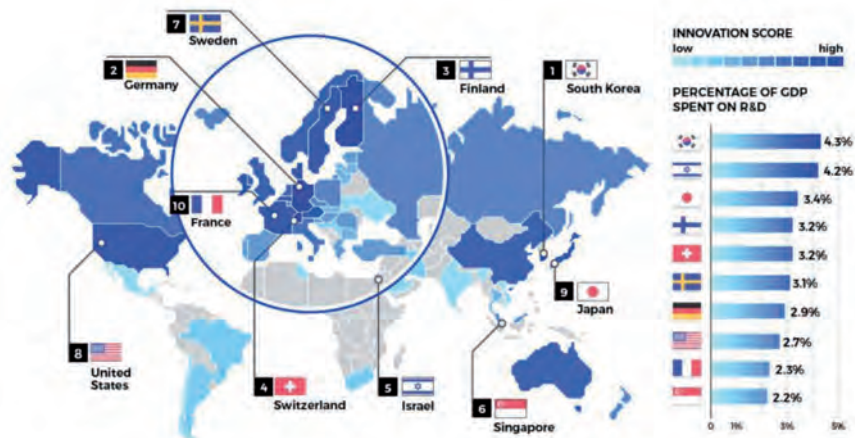 7
Sweden
2
Germany
3
Finland
1
South Korea
10
France
9
Japan
8
United
States
4
Switzerland
5
Israel
6
Singapore
INNOVATION SCORE
low high
PERCENTAGE OF GDP
SPENT ON R&D
4.3%
4.2%
3.4%
3.2%
3.2%
3.1%
2.9%
2.7%
2.3%
2.2%
0 1% 3% 5%